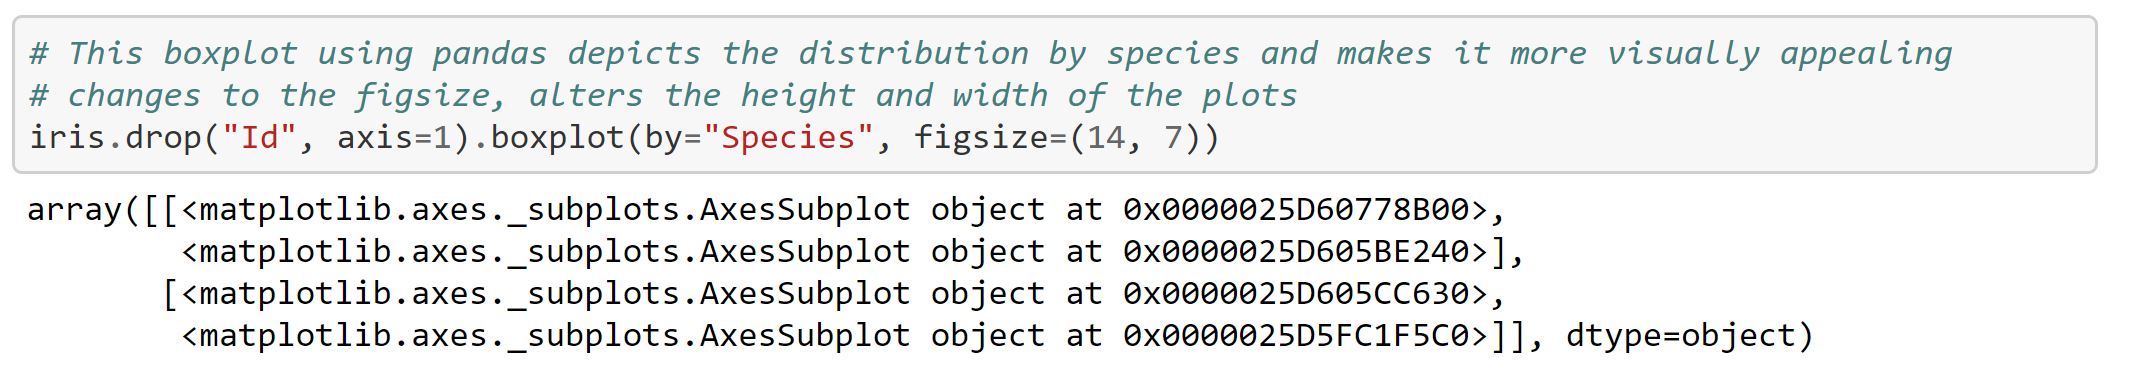 # This boxplot using pandas depicts the distribution by species and makes it more visually appealing
# changes to the figsize, alters the height and width of the plots
iris.drop("Id", axis=1).boxplot(by="Species", figsize=(14, 7))
array([[<matplotlib.axes._subplots.AxesSubplot object at 0x0000025D60778B00>,
        <matplotlib.axes._subplots.AxesSubplot object at 0x0000025D605BE240>],
       [<matplotlib.axes._subplots.AxesSubplot object at 0x0000025D605CC630>,
        <matplotlib.axes._subplots.AxesSubplot object at 0x0000025D5FC1F5C0>]], dtype=object)